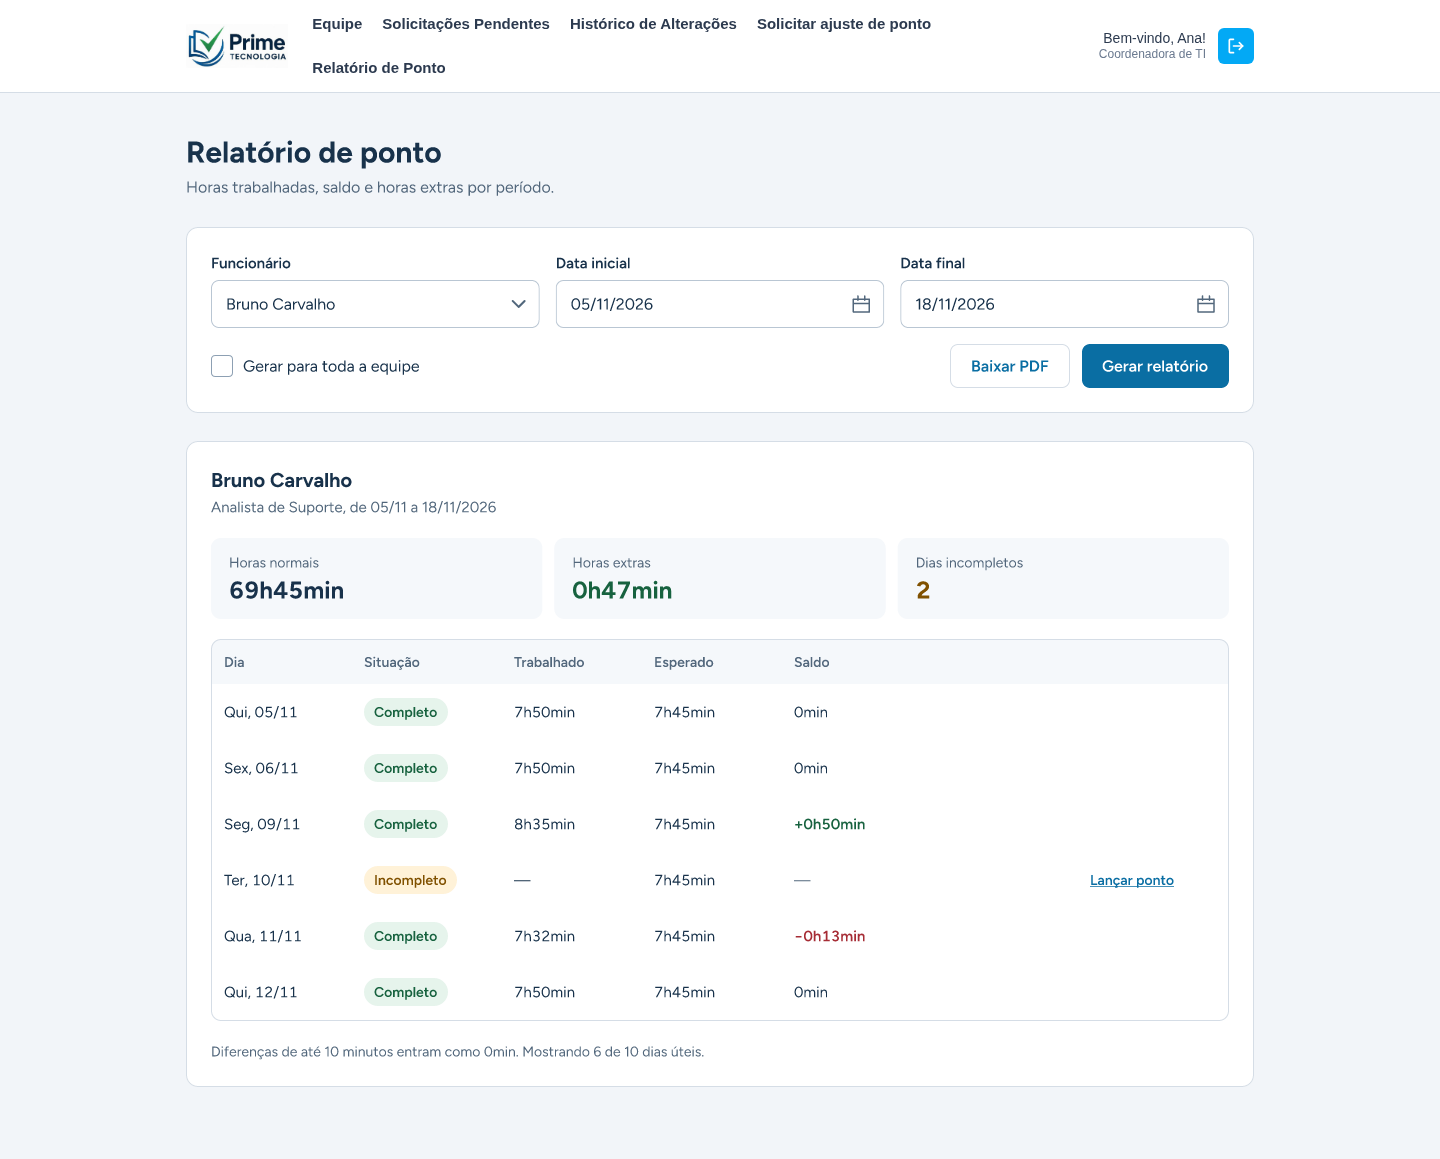 Prime
TECNOLOGIA
Equipe Solicitações Pendentes Histórico de Alterações Solicitar ajuste de ponto
Relatório de Ponto
Bem-vindo, Ana!
Coordenadora de TI
Relatório de ponto
Horas trabalhadas, saldo e horas extras por período.
Funcionário Data inicial Data final
Bruno Carvalho 05/11/2026 18/11/2026
Gerar para toda a equipe Baixar PDF Gerar relatório
Bruno Carvalho
Analista de Suporte, de 05/11 a 18/11/2026
Horas normais Horas extras Dias incompletos
69h45min 0h47min 2
Dia Situação Trabalhado Esperado Saldo
Qui, 05/11 Completo 7h50min 7h45min 0min
Sex, 06/11 Completo 7h50min 7h45min 0min
Seg, 09/11 Completo 8h35min 7h45min +0h50min
Ter, 10/11 Incompleto — 7h45min — Lançar ponto
Qua, 11/11 Completo 7h32min 7h45min −0h13min
Qui, 12/11 Completo 7h50min 7h45min 0min
Diferenças de até 10 minutos entram como 0min. Mostrando 6 de 10 dias úteis.